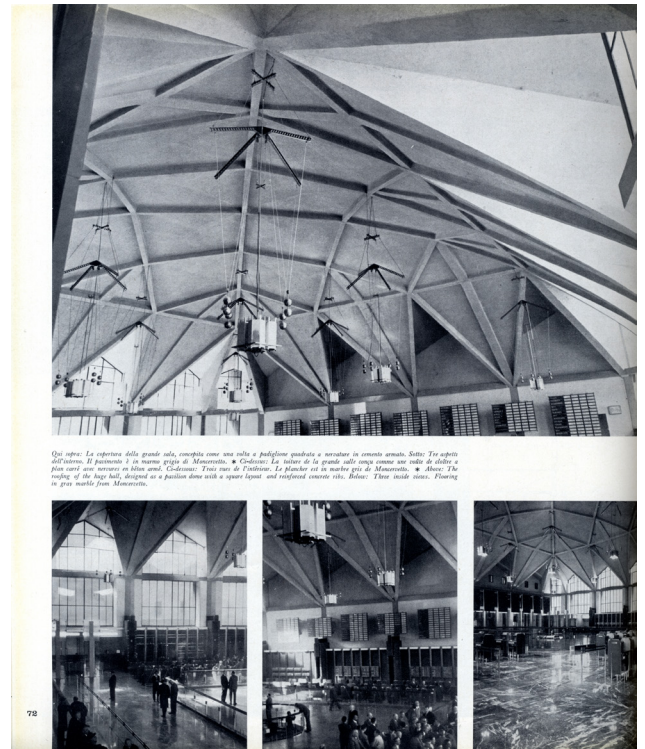 Qui sopra: La copertura della grande sala, concepita come una volta a padiglione quadrata a nervature in cemento armato. Sotto: Tre aspetti
dell'interno. Il pavimento è in marmo grigio di Moncervetto. ✱ Ci-dessus: La toiture de la grande salle conçu comme une voûte de cloître a
plan carré avec nervures en béton armé. Ci-dessous: Trois vues de l'intérieur. Le plancher est in marbre gris de Moncervetto. ✱ Above: The
roofing of the huge hall, designed as a pavilion dome with a square layout and reinforced concrete ribs. Below: Three inside views. Flooring
in gray marble from Moncervetto.
72